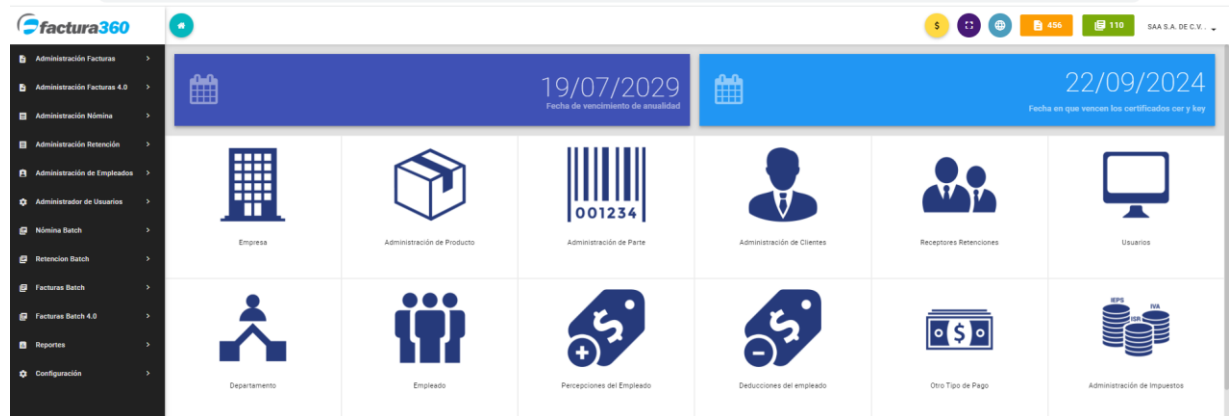 factura360
$
456
110
SAA S.A. DE C.V. .
Administración Facturas
Administración Facturas 4.0
Administración Nómina
Administración Retención
Administración de Empleados
Administrador de Usuarios
Nómina Batch
Retencion Batch
Facturas Batch
Facturas Batch 4.0
Reportes
Configuración
19/07/2029
Fecha de vencimiento de anualidad
22/09/2024
Fecha en que vencen los certificados cer y key
001234
Empresa
Administración de Producto
Administración de Parte
Administración de Clientes
Receptores Retenciones
Usuarios
$
$
$
IEPS
ISR
IVA
Departamento
Empleado
Percepciones del Empleado
Deducciones del empleado
Otro Tipo de Pago
Administración de Impuestos